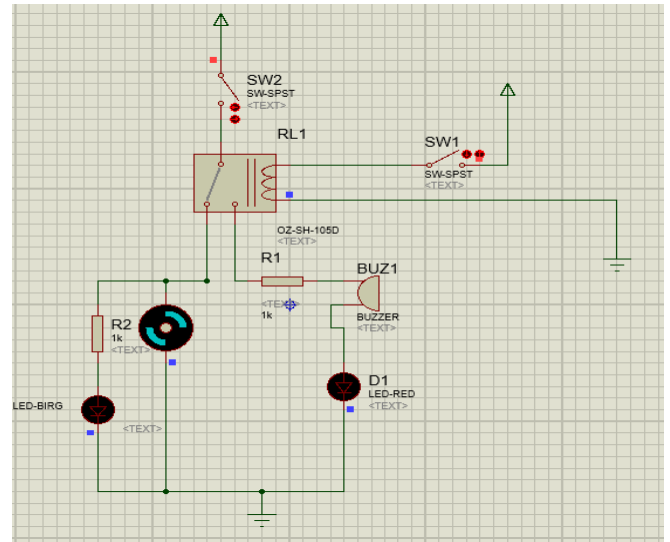 SW2
SW-SPST
<TEXT>
RL1
SW1
SW-SPST
<TEXT>
OZ-SH-105D
<TEXT>
R1
<TEXT>
1k
BUZ1
BUZZER
<TEXT>
R2
1k
<TEXT>
D1
LED-RED
<TEXT>
LED-BIRG
<TEXT>